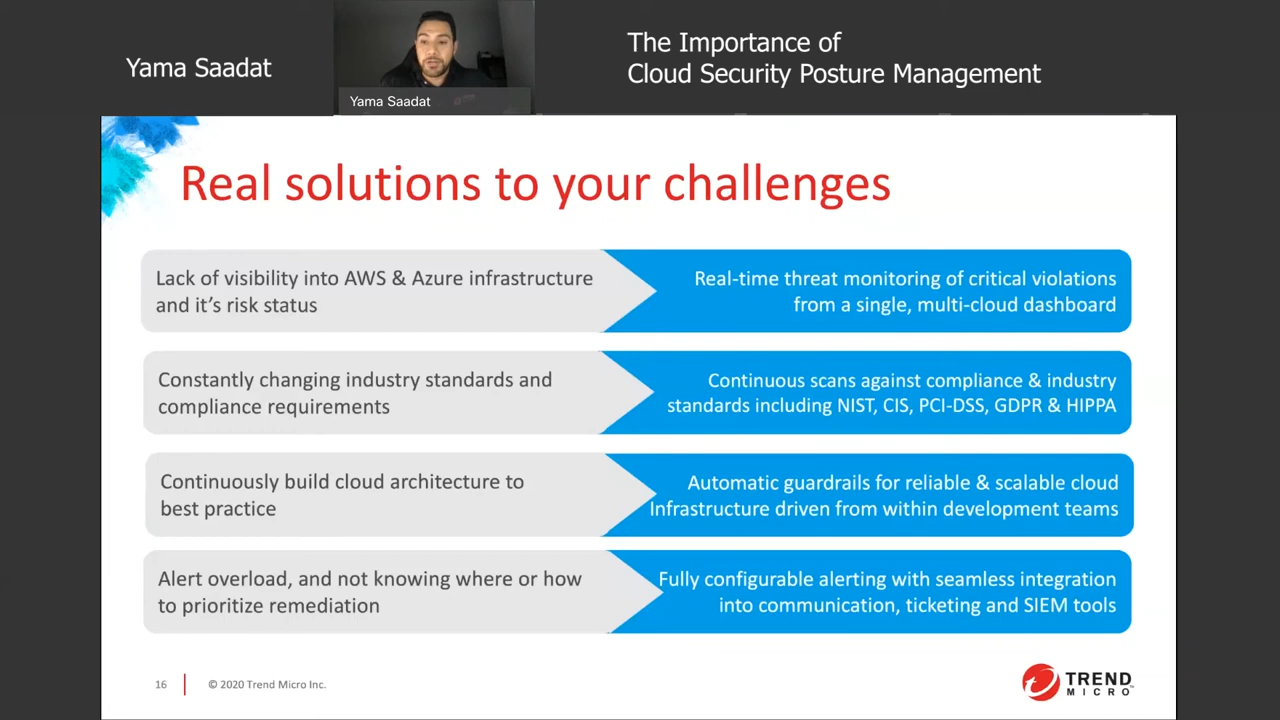 Yama Saadat
Yama Saadat
The Importance of
Cloud Security Posture Management
Real solutions to your challenges
Lack of visibility into AWS & Azure infrastructure
and it's risk status
Real-time threat monitoring of critical violations
from a single, multi-cloud dashboard
Constantly changing industry standards and
compliance requirements
Continuous scans against compliance & industry
standards including NIST, CIS, PCI-DSS, GDPR & HIPPA
Continuously build cloud architecture to
best practice
Automatic guardrails for reliable & scalable cloud
Infrastructure driven from within development teams
Alert overload, and not knowing where or how
to prioritize remediation
Fully configurable alerting with seamless integration
into communication, ticketing and SIEM tools
16
© 2020 Trend Micro Inc.
TREND
MICRO